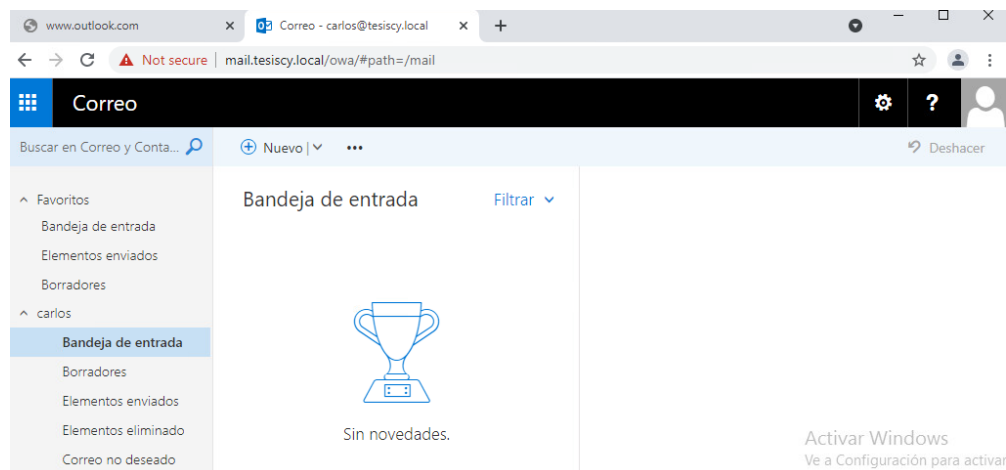 www.outlook.com
Correo - carlos@tesiscy.local
Not secure
mail.tesiscy.local/owa/#path=/mail
Correo
?
Buscar en Correo y Conta...
Nuevo
Deshacer
Favoritos
Bandeja de entrada
Elementos enviados
Borradores
carlos
Bandeja de entrada
Borradores
Elementos enviados
Elementos eliminado
Correo no deseado
Bandeja de entrada
Filtrar
Sin novedades.
Activar Windows
Ve a Configuración para activar